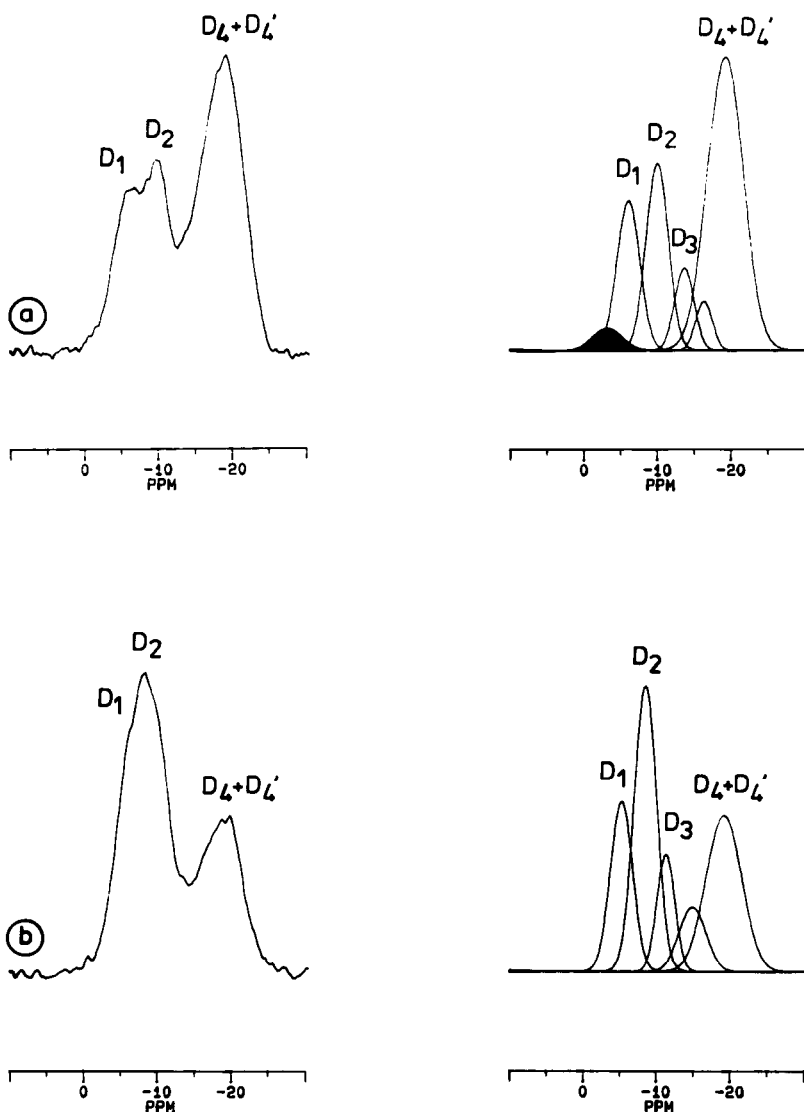 D₄+D₄'
D₂
D₁
ⓐ
0 -10 -20
PPM
D₄+D₄'
D₂
D₁
D₃
0 -10 -20
PPM
D₂
D₁
D₄+D₄'
ⓑ
0 -10 -20
PPM
D₂
D₁
D₃
D₄+D₄'
0 -10 -20
PPM